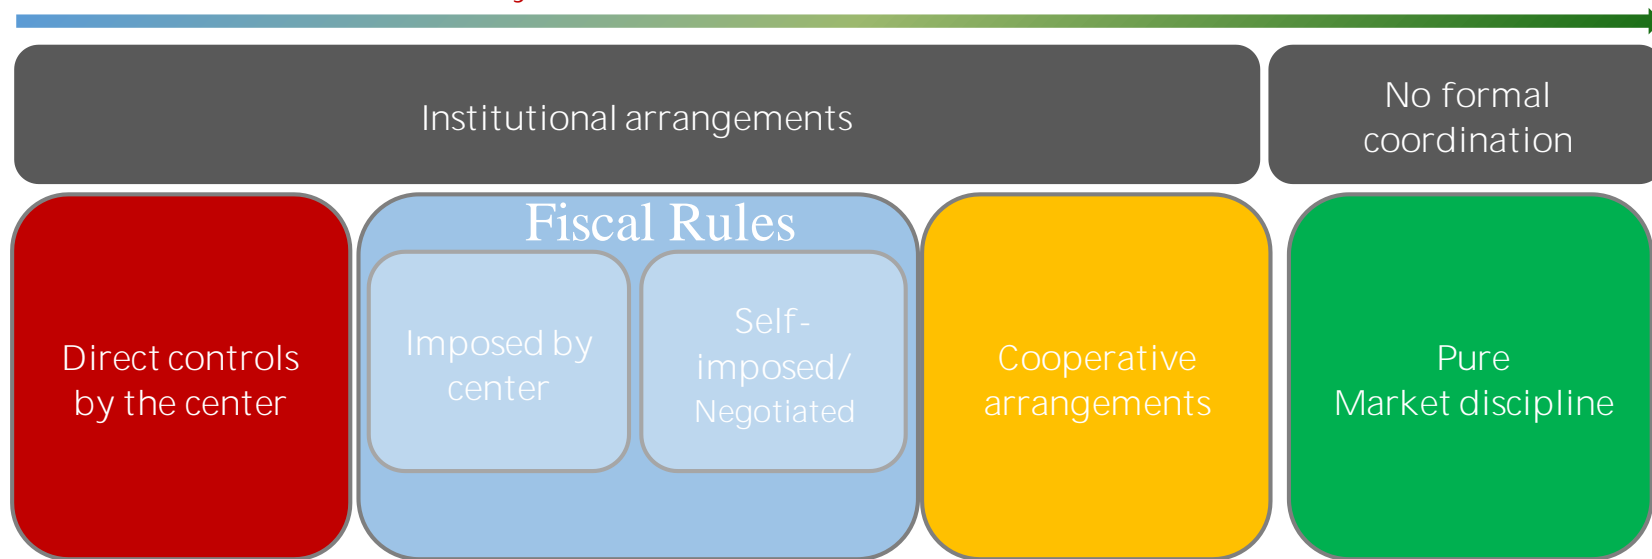 Institutional arrangements
No formal
coordination
Fiscal Rules
Direct controls
by the center
Imposed by
center
Self-
imposed/
Negotiated
Cooperative
arrangements
Pure
Market discipline